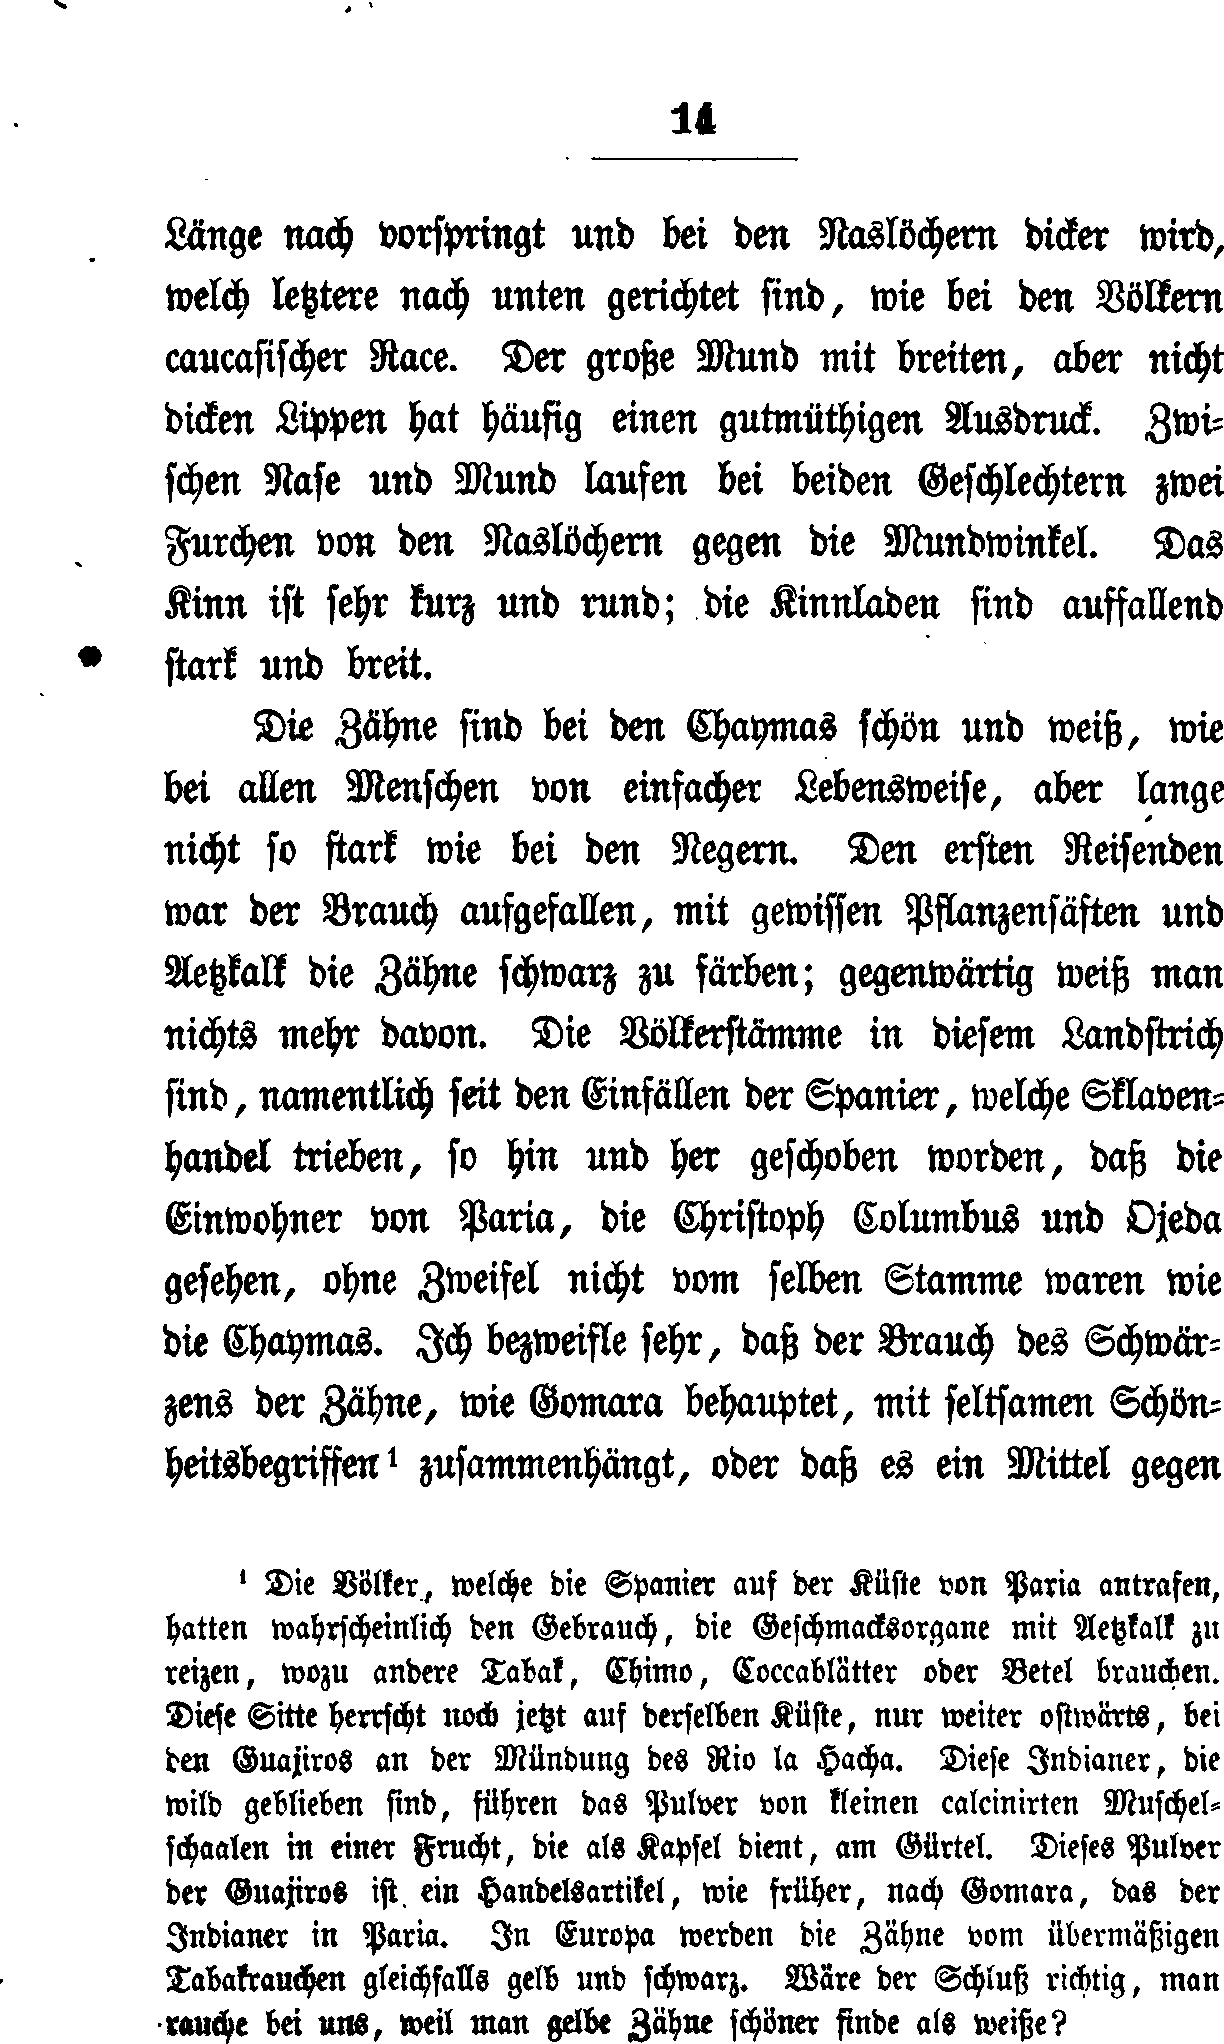 14
Länge nach vorspringt und bei den Naslöchern dicker wird,
welch letztere nach unten gerichtet sind, wie bei den Völkern
caucasischer Race. Der große Mund mit breiten, aber nicht
dicken Lippen hat häufig einen gutmüthigen Ausdruck. Zwi-
schen Nase und Mund laufen bei beiden Geschlechtern zwei
Furchen von den Naslöchern gegen die Mundwinkel. Das
Kinn ist sehr kurz und rund; die Kinnladen sind auffallend
stark und breit.
Die Zähne sind bei den Chaymas schön und weiß, wie
bei allen Menschen von einfacher Lebensweise, aber lange
nicht so stark wie bei den Negern. Den ersten Reisenden
war der Brauch aufgefallen, mit gewissen Pflanzensäften und
Aetzkalk die Zähne schwarz zu färben; gegenwärtig weiß man
nichts mehr davon. Die Völkerstämme in diesem Landstrich
sind, namentlich seit den Einfällen der Spanier, welche Sklaven-
handel trieben, so hin und her geschoben worden, daß die
Einwohner von Paria, die Christoph Columbus und Ojeda
gesehen, ohne Zweifel nicht vom selben Stamme waren wie
die Chaymas. Ich bezweifle sehr, daß der Brauch des Schwär-
zens der Zähne, wie Gomara behauptet, mit seltsamen Schön-
heitsbegriffen¹ zusammenhängt, oder daß es ein Mittel gegen
¹ Die Völker, welche die Spanier auf der Küste von Paria antrafen,
hatten wahrscheinlich den Gebrauch, die Geschmacksorgane mit Aetzkalk zu
reizen, wozu andere Tabak, Chimo, Coccablätter oder Betel brauchen.
Diese Sitte herrscht noch jetzt auf derselben Küste, nur weiter ostwärts, bei
den Guajiros an der Mündung des Rio la Hacha. Diese Indianer, die
wild geblieben sind, führen das Pulver von kleinen calcinirten Muschel-
schaalen in einer Frucht, die als Kapsel dient, am Gürtel. Dieses Pulver
der Guajiros ist ein Handelsartikel, wie früher, nach Gomara, das der
Indianer in Paria. In Europa werden die Zähne vom übermäßigen
Tabakrauchen gleichfalls gelb und schwarz. Wäre der Schluß richtig, man
rauche bei uns, weil man gelbe Zähne schöner finde als weiße?